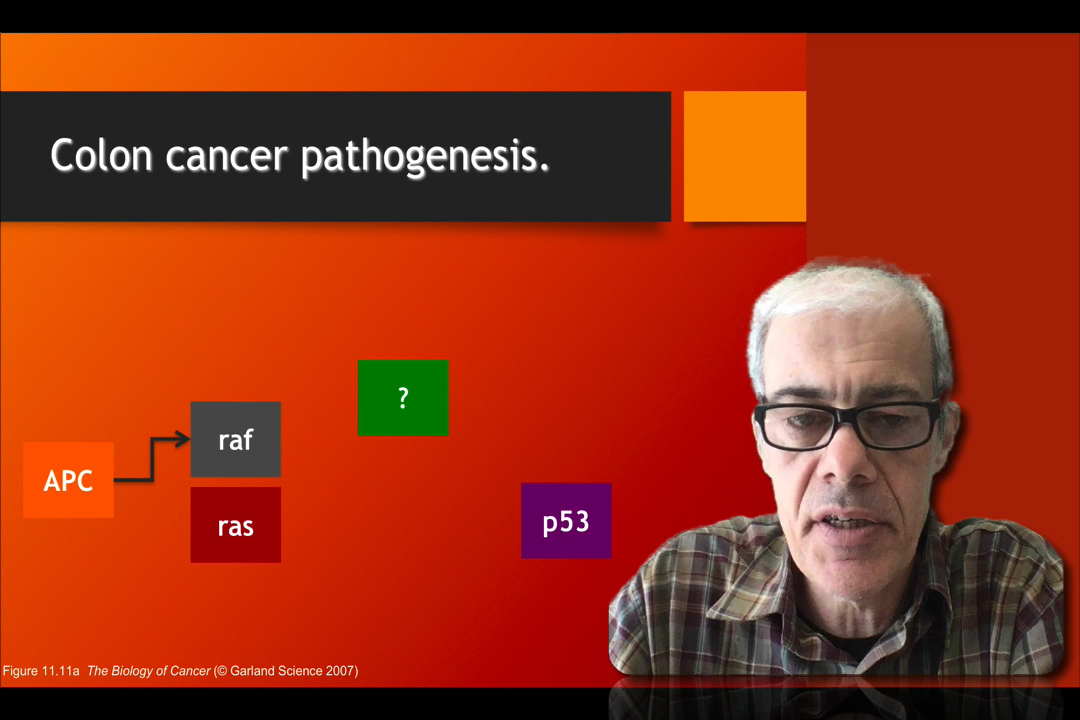 Colon cancer pathogenesis.
?
raf
APC
ras
p53
Figure 11.11a The Biology of Cancer (© Garland Science 2007)